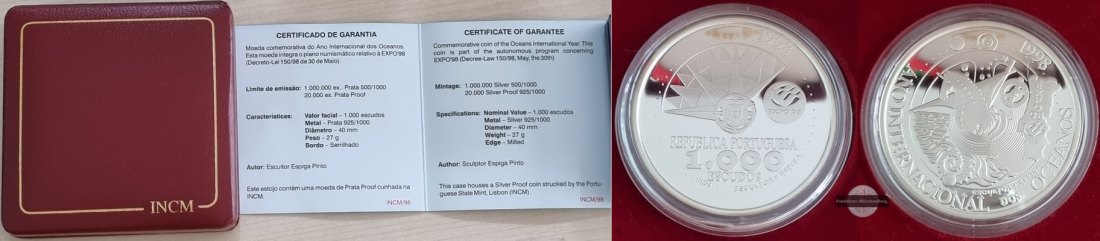 INCM
CERTIFICADO DE GARANTIA
Moeda comemorativa do Ano Internacional dos Oceanos.
Esta moeda integra o plano numismático relativo à EXPO'98
(Decreto-Lei 150/98 de 30 de Maio).
Limite de emissão: 1.000.000 ex. Prata 500/1000
20.000 ex. Prata Proof
Características: Valor facial – 1.000 escudos
Metal – Prata 925/1000
Diâmetro – 40 mm
Peso – 27 g
Bordo – Serrilhado
Autor: Escultor Espiga Pinto
Este estojo contém uma moeda de Prata Proof cunhada na
INCM.
INCM/98
CERTIFICATE OF GUARANTEE
Commemorative coin of the Oceans International Year. This
coin is part of the autonomous program concerning
EXPO'98 (Decree-Law 150/98, May, the 30th)
Mintage: 1.000.000 Silver 500/1000
20.000 Silver Proof 925/1000
Specifications: Nominal Value – 1.000 escudos
Metal – Silver 925/1000
Diameter – 40 mm
Weight – 27 g
Edge – Milled
Author: Sculptor Espiga Pinto
This case houses a Silver Proof coin strucked by the Portu-
guese State Mint, Lisbon (INCM).
INCM/98
REPUBLICA PORTUGUESA
1.000
ESCUDOS
1998
INTERNACIONAL DOS OCEANOS
Frankfurter Münzhandlung